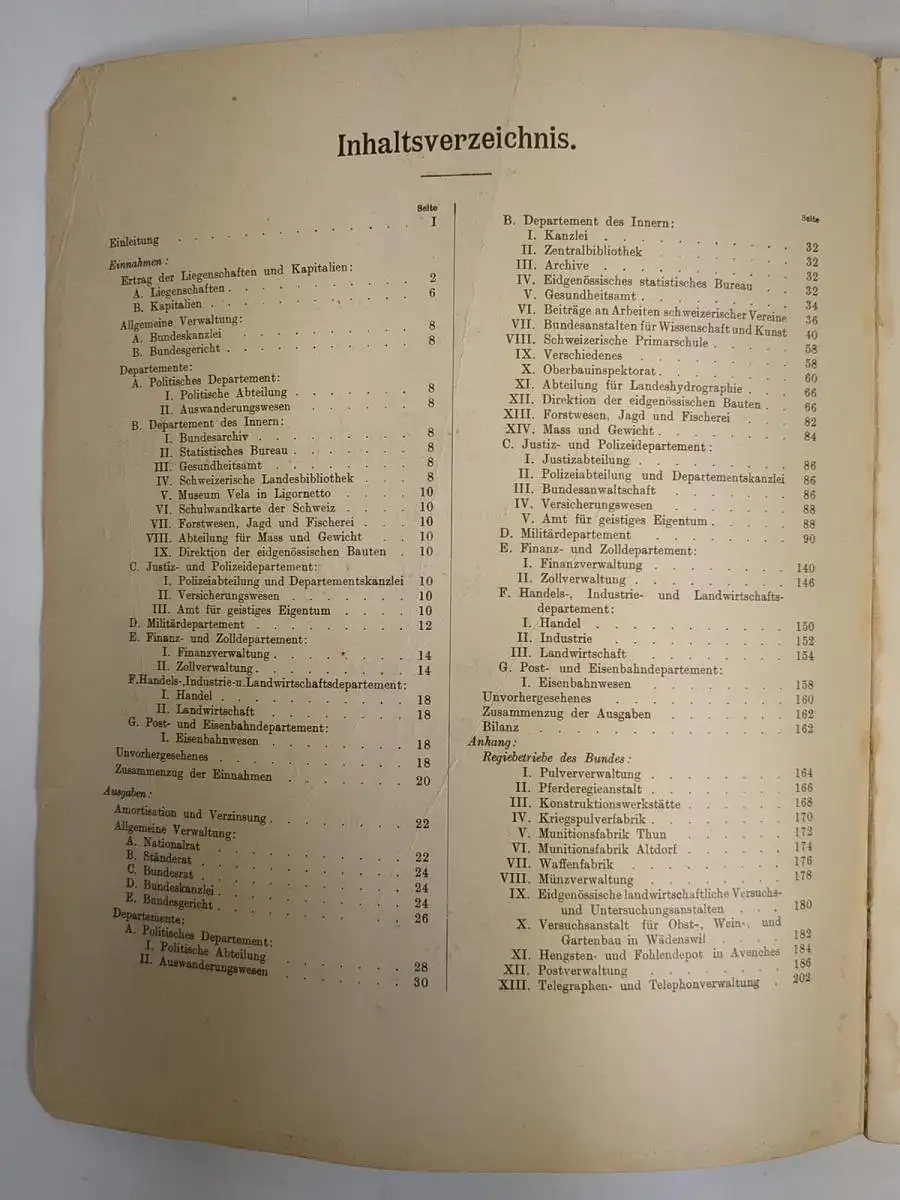 Inhaltsverzeichnis.
Seite
Einleitung . . . . . . . . . . . I
Einnahmen:
Ertrag der Liegenschaften und Kapitalien:
A. Liegenschaften . . . . . . . . 2
B. Kapitalien . . . . . . . . . 6
Allgemeine Verwaltung:
A. Bundeskanzlei . . . . . . . . 8
B. Bundesgericht . . . . . . . . 8
Departemente:
A. Politisches Departement:
I. Politische Abteilung . . . . . . 8
II. Auswanderungswesen . . . . . 8
B. Departement des Innern:
I. Bundesarchiv . . . . . . . . 8
II. Statistisches Bureau . . . . . . 8
III. Gesundheitsamt . . . . . . . 8
IV. Schweizerische Landesbibliothek . . . 8
V. Museum Vela in Ligornetto . . . . 10
VI. Schulwandkarte der Schweiz . . . . 10
VII. Forstwesen, Jagd und Fischerei . . . 10
VIII. Abteilung für Mass und Gewicht . . 10
IX. Direktion der eidgenössischen Bauten . 10
C. Justiz- und Polizeidepartement:
I. Polizeiabteilung und Departementskanzlei 10
II. Versicherungswesen . . . . . . 10
III. Amt für geistiges Eigentum . . . . 10
D. Militärdepartement . . . . . . . 12
E. Finanz- und Zolldepartement:
I. Finanzverwaltung . . . . . . . 14
II. Zollverwaltung . . . . . . . . 14
F. Handels-, Industrie- u. Landwirtschaftsdepartement:
I. Handel . . . . . . . . . 18
II. Landwirtschaft . . . . . . . 18
G. Post- und Eisenbahndepartement:
I. Eisenbahnwesen . . . . . . . 18
Unvorhergesehenes . . . . . . . . 18
Zusammenzug der Einnahmen . . . . . 20
Ausgaben:
Amortisation und Verzinsung . . . . . . 22
Allgemeine Verwaltung:
A. Nationalrat . . . . . . . . . 22
B. Ständerat . . . . . . . . . 24
C. Bundesrat . . . . . . . . . 24
D. Bundeskanzlei . . . . . . . . 24
E. Bundesgericht . . . . . . . . 26
Departemente:
A. Politisches Departement:
I. Politische Abteilung . . . . . . 28
II. Auswanderungswesen . . . . . 30
Seite
B. Departement des Innern:
I. Kanzlei . . . . . . . . . 32
II. Zentralbibliothek . . . . . . . 32
III. Archive . . . . . . . . . 32
IV. Eidgenössisches statistisches Bureau . . 32
V. Gesundheitsamt . . . . . . . 34
VI. Beiträge an Arbeiten schweizerischer Vereine 36
VII. Bundesanstalten für Wissenschaft und Kunst 40
VIII. Schweizerische Primarschule . . . . 58
IX. Verschiedenes . . . . . . . 58
X. Oberbauinspektorat . . . . . . 60
XI. Abteilung für Landeshydrographie . . . 66
XII. Direktion der eidgenössischen Bauten . . 66
XIII. Forstwesen, Jagd und Fischerei . . . 82
XIV. Mass und Gewicht . . . . . . 84
C. Justiz- und Polizeidepartement:
I. Justizabteilung . . . . . . . 86
II. Polizeiabteilung und Departementskanzlei 86
III. Bundesanwaltschaft . . . . . . 86
IV. Versicherungswesen . . . . . . 88
V. Amt für geistiges Eigentum . . . . 88
D. Militärdepartement . . . . . . . 90
E. Finanz- und Zolldepartement:
I. Finanzverwaltung . . . . . . . 140
II. Zollverwaltung . . . . . . . . 146
F. Handels-, Industrie- und Landwirtschafts-
departement:
I. Handel . . . . . . . . . 150
II. Industrie . . . . . . . . . 152
III. Landwirtschaft . . . . . . . 154
G. Post- und Eisenbahndepartement:
I. Eisenbahnwesen . . . . . . . 158
Unvorhergesehenes . . . . . . . . 160
Zusammenzug der Ausgaben . . . . . . 162
Bilanz . . . . . . . . . . . 162
Anhang:
Regiebetriebe des Bundes:
I. Pulververwaltung . . . . . . . 164
II. Pferderegieanstalt . . . . . . . 166
III. Konstruktionswerkstätte . . . . . 168
IV. Kriegspulverfabrik . . . . . . . 170
V. Munitionsfabrik Thun . . . . . . 172
VI. Munitionsfabrik Altdorf . . . . . 174
VII. Waffenfabrik . . . . . . . . 176
VIII. Münzverwaltung . . . . . . . 178
IX. Eidgenössische landwirtschaftliche Versuchs-
und Untersuchungsanstalten . . . 180
X. Versuchsanstalt für Obst-, Wein-, und
Gartenbau in Wädenswil . . . . 182
XI. Hengsten- und Fohlendepot in Avenches 184
XII. Postverwaltung . . . . . . . 186
XIII. Telegraphen- und Telephonverwaltung . 202